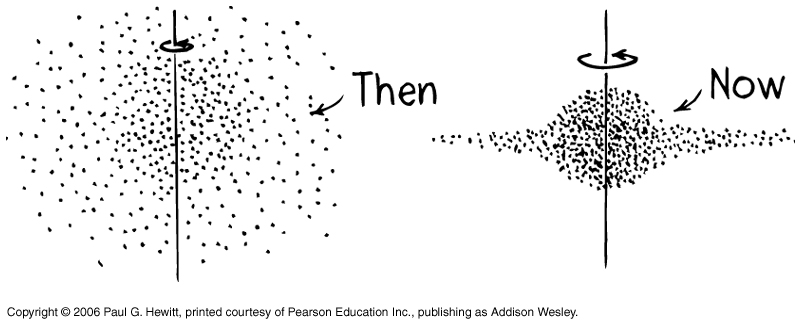 Then
Now
Copyright © 2006 Paul G. Hewitt, printed courtesy of Pearson Education Inc., publishing as Addison Wesley.